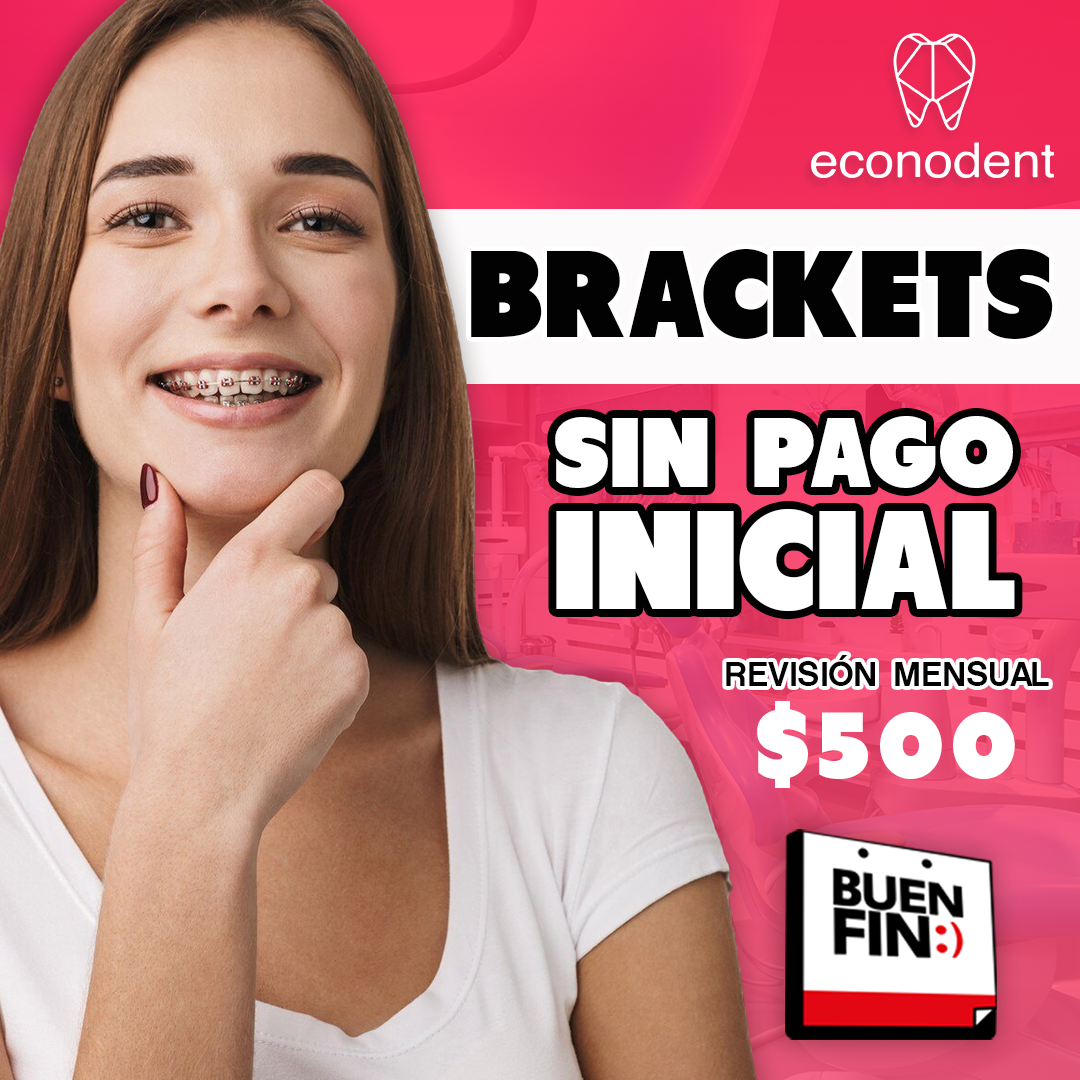 econodent
BRACKETS
SIN PAGO
INICIAL
REVISIÓN MENSUAL
$500
BUEN
FIN:)